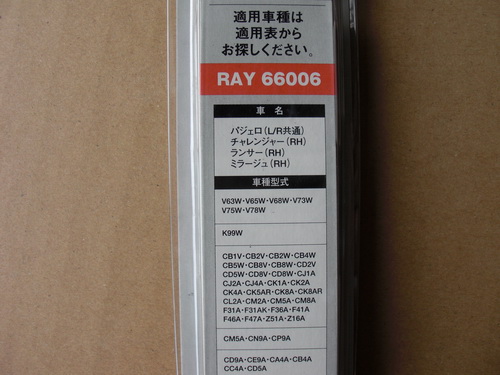 適用車種は
適用表から
お探しください。
RAY 66006
車 名
パジェロ(L/R共通)
チャレンジャー(RH)
ランサー(RH)
ミラージュ(RH)
車種型式
V63W・V65W・V68W・V73W
V75W・V78W
K99W
CB1V・CB2V・CB2W・CB4W
CB5W・CB8V・CB8W・CD2V
CD5W・CD8V・CD8W・CJ1A
CJ2A・CJ4A・CK1A・CK2A
CK4A・CK5AR・CK8A・CK8AR
CL2A・CM2A・CM5A・CM8A
F31A・F31AK・F36A・F41A
F46A・F47A・Z51A・Z16A
CM5A・CN9A・CP9A
CD9A・CE9A・CA4A・CB4A
CC4A・CD5A